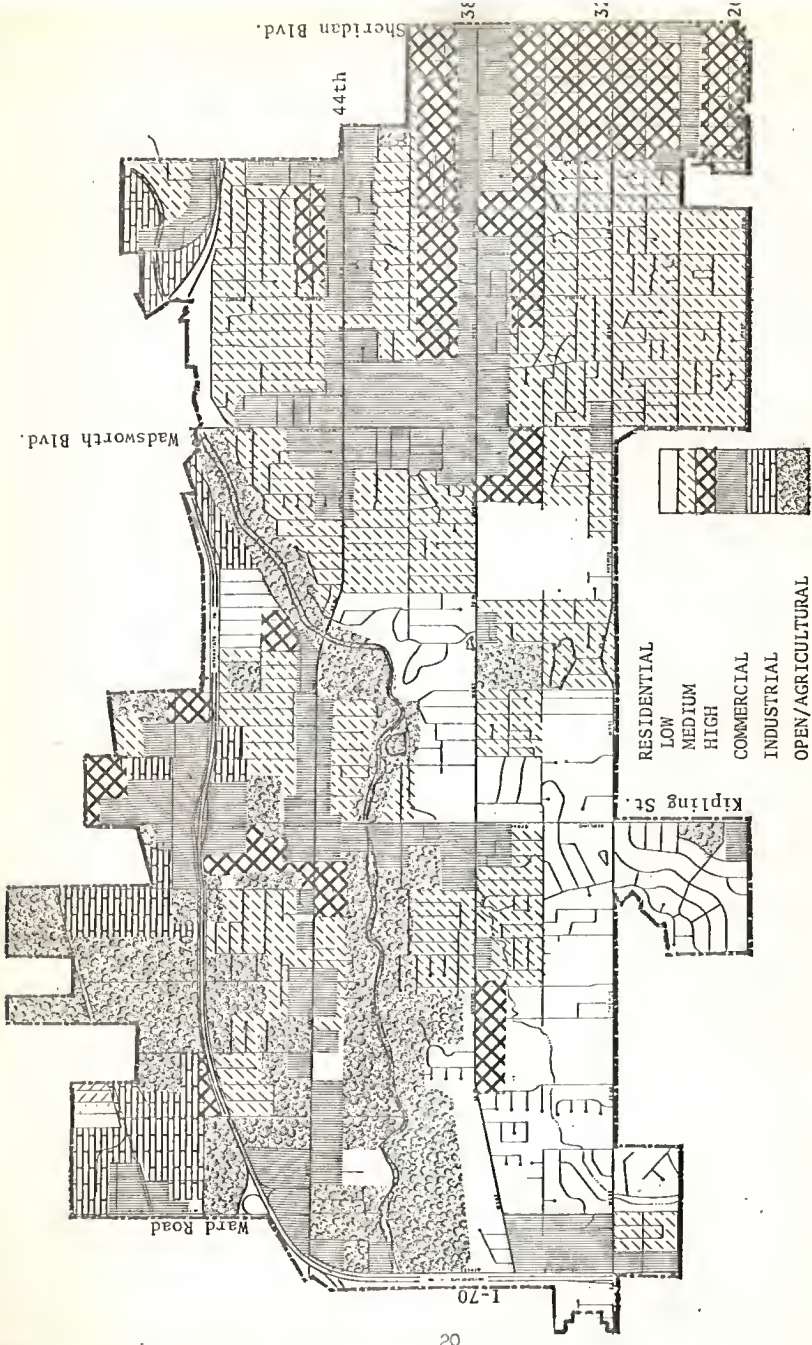 Sheridan Blvd.
44th
38
Wadsworth Blvd.
Kipling St.
Ward Road
I-70
RESIDENTIAL
LOW
MEDIUM
HIGH
COMMERCIAL
INDUSTRIAL
OPEN/AGRICULTURAL
20